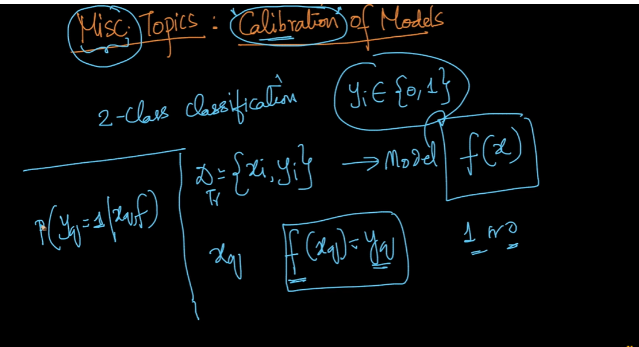 Misc. Topics : Calibration of Models
2-class classification yi ∈ {0,1}
D_Tr = {xi, yi} → Model f(x)
P(yq=1|xq,f)
xq f(xq) = yq 1 or 0